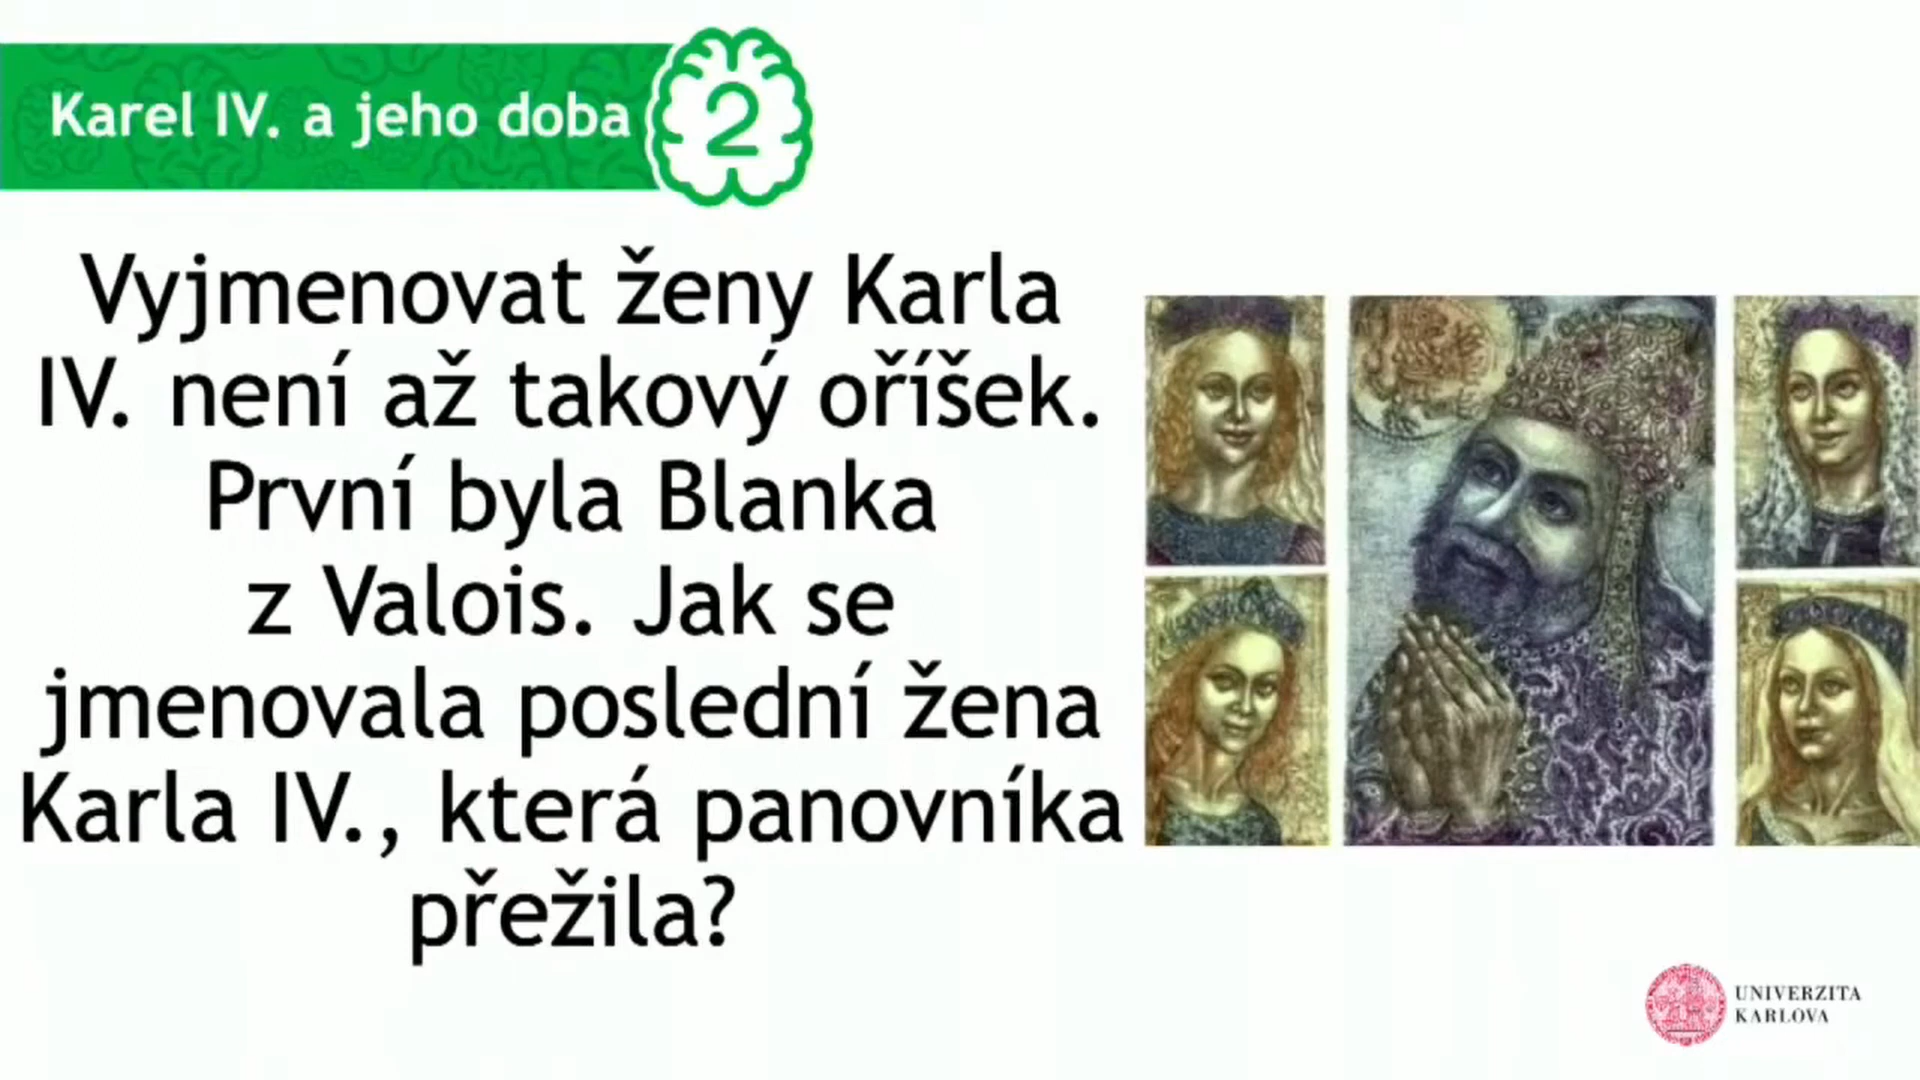 Karel IV. a jeho doba
2
Vyjmenovat ženy Karla
IV. není až takový oříšek.
První byla Blanka
z Valois. Jak se
jmenovala poslední žena
Karla IV., která panovníka
přežila?
UNIVERZITA
KARLOVA